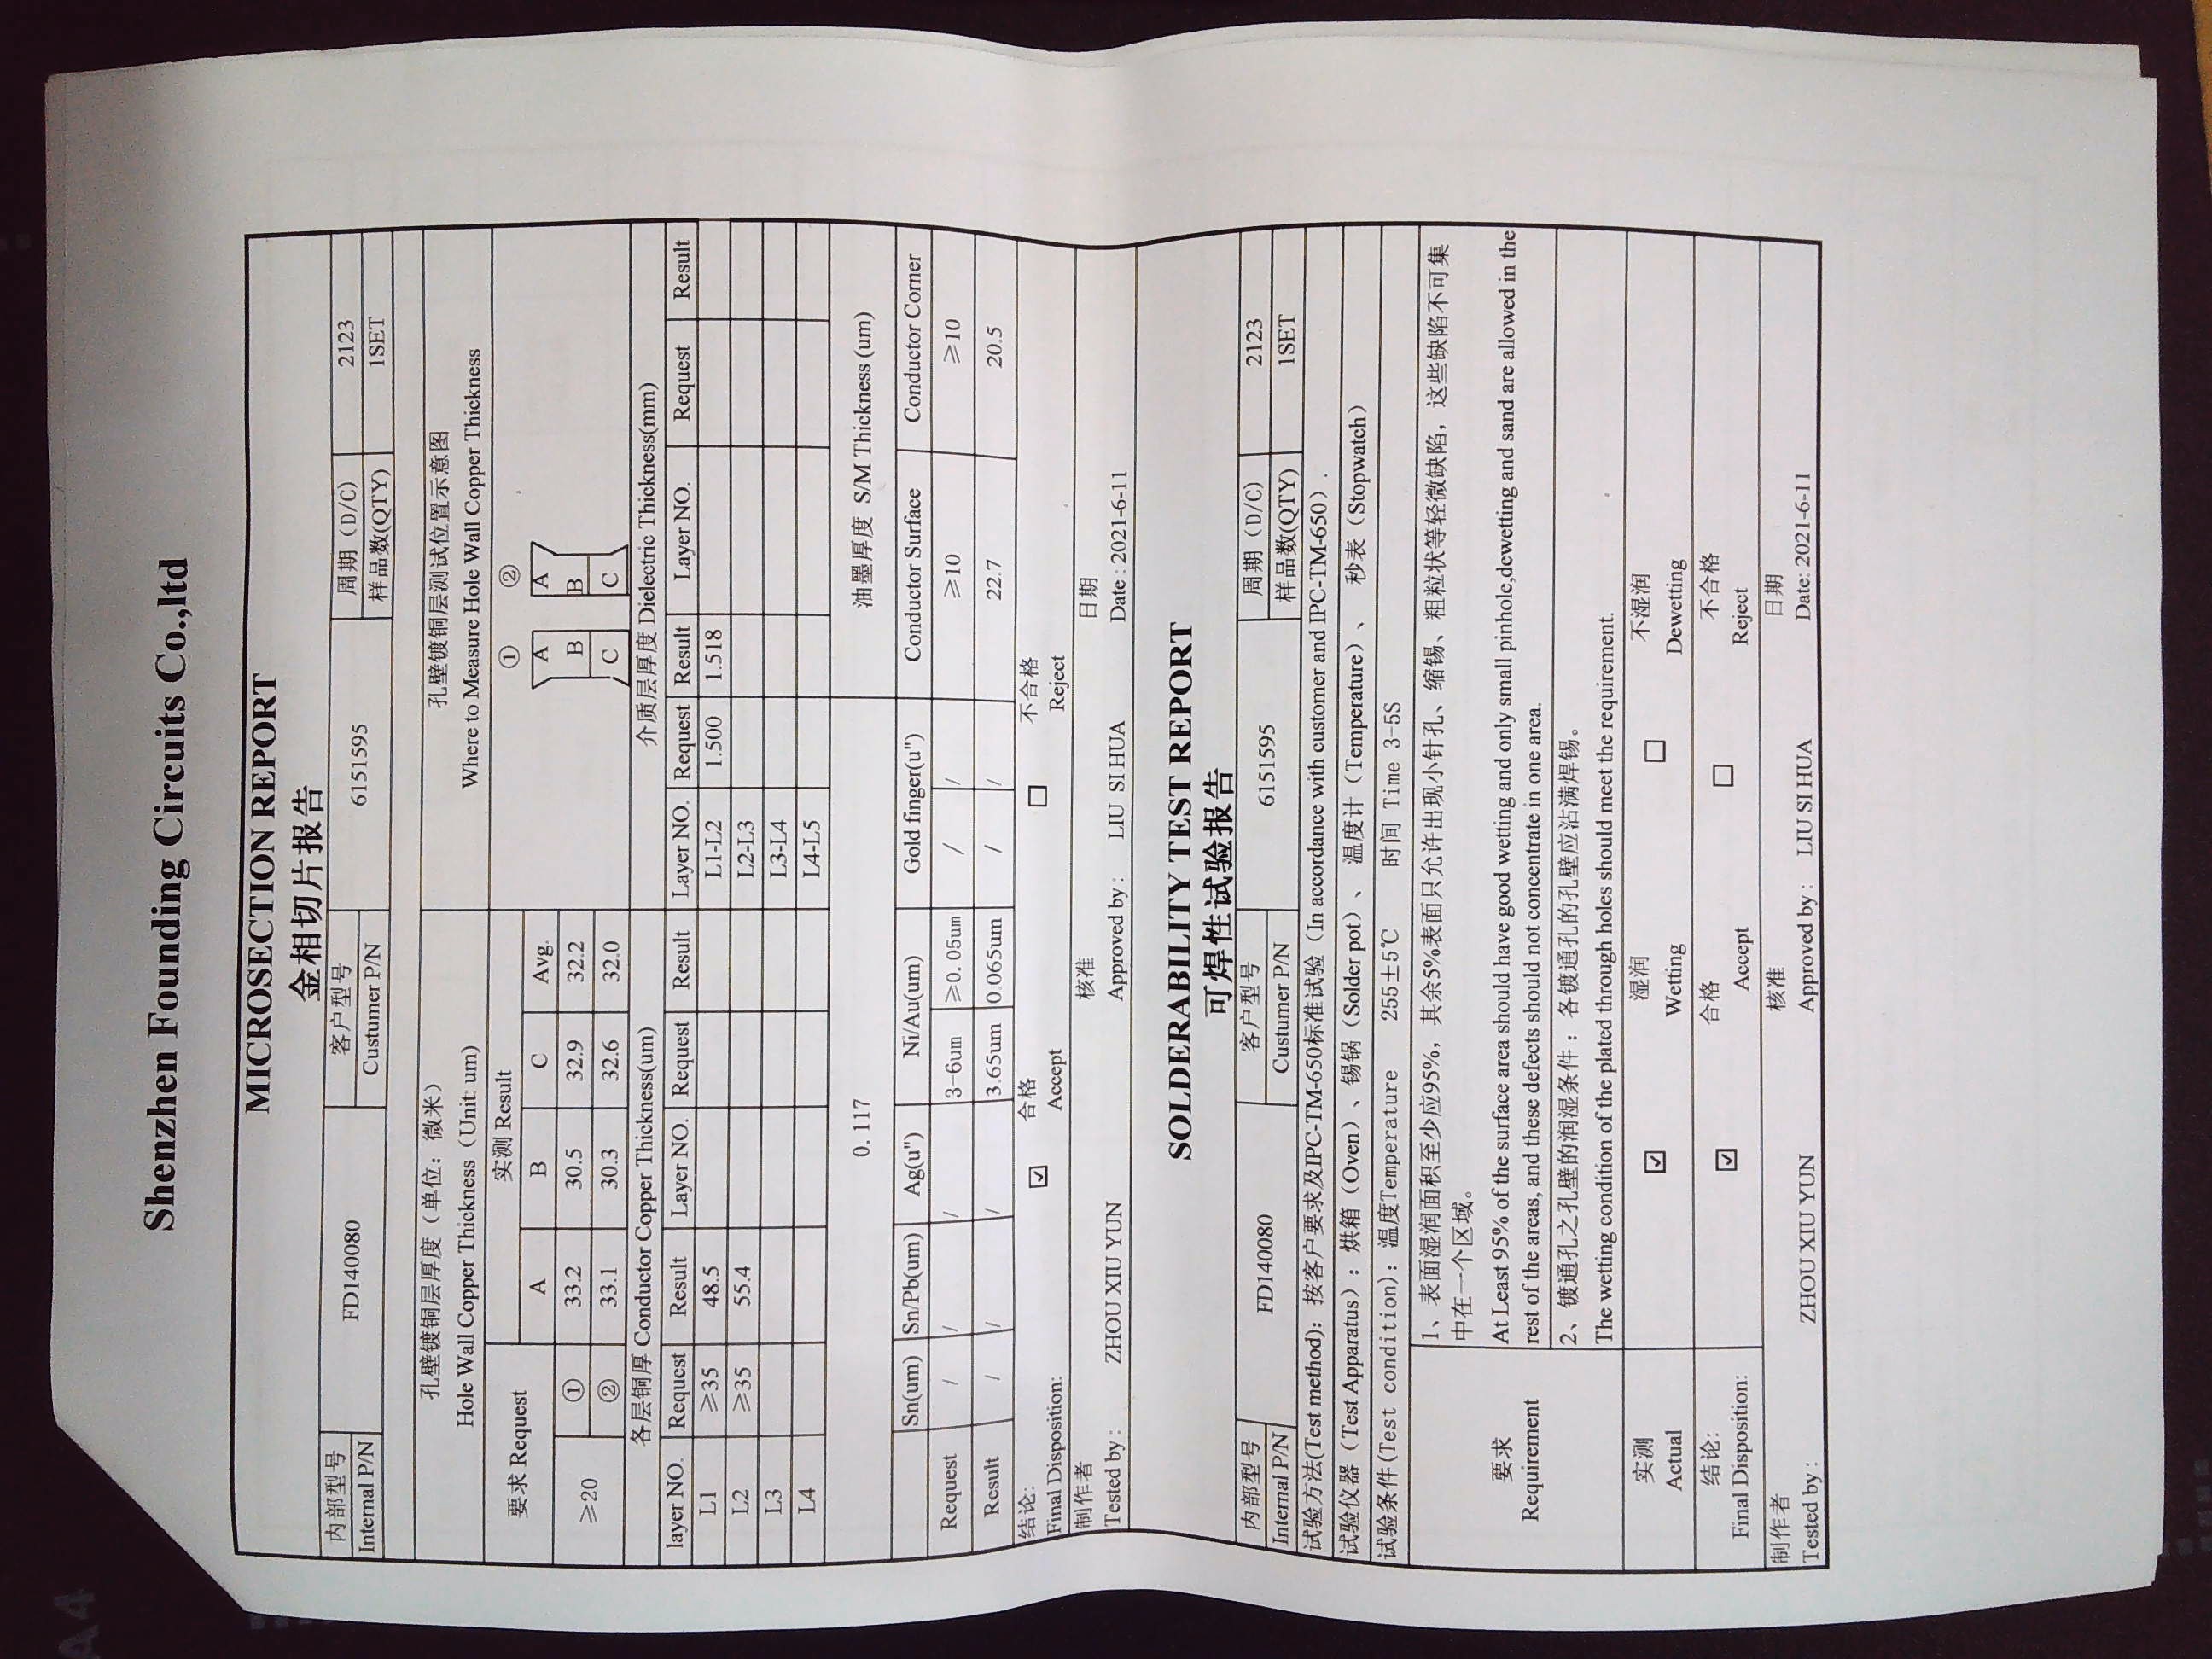 Shenzhen Founding Circuits Co.,ltd
MICROSECTION REPORT
金相切片报告
内部型号 FD140080 客户型号 6151595 周期（D/C） 2123
Internal P/N Custumer P/N 样品数(QTY) 1SET
孔壁镀铜层厚度（单位：微米） 孔壁镀铜层测试位置示意图
Hole Wall Copper Thickness（Unit: um） Where to Measure Hole Wall Copper Thickness
要求 Request 实测 Result ① ②
A B C Avg. A A
≥20 ① 33.2 30.5 32.9 32.2 B B
② 33.1 30.3 32.6 32.0 C C
各层铜厚 Conductor Copper Thickness(um) 介质层厚度 Dielectric Thickness(mm)
layer NO. Request Result Layer NO. Request Result Layer NO. Request Result Layer NO. Request Result
L1 ≥35 48.5 L1-L2 1.500 1.518
L2 ≥35 55.4 L2-L3
L3 L3-L4
L4 L4-L5
0.117 油墨厚度 S/M Thickness (um)
Sn(um) Sn/Pb(um) Ag(u") Ni/Au(um) Gold finger(u") Conductor Surface Conductor Corner
Request / / / 3-6um ≥0.05um / / ≥10 ≥10
Result / / / 3.65um 0.065um / / 22.7 20.5
结论: ☑ 合格 ☐ 不合格
Final Disposition: Accept Reject
制作者 核准 日期
Tested by : ZHOU XIU YUN Approved by : LIU SI HUA Date : 2021-6-11
SOLDERABILITY TEST REPORT
可焊性试验报告
内部型号 FD140080 客户型号 6151595 周期（D/C） 2123
Internal P/N Custumer P/N 样品数(QTY) 1SET
试验方法(Test method)：按客户要求及IPC-TM-650标准试验（In accordance with customer and IPC-TM-650）.
试验仪器（Test Apparatus）：烘箱（Oven）、锡锅（Solder pot）、温度计（Temperature）、 秒表（Stopwatch）
试验条件(Test condition)：温度Temperature 255±5℃ 时间 Time 3-5S
要求
Requirement
1、表面湿润面积至少应95%，其余5%表面只允许出现小针孔、缩锡、粗粒状等轻微缺陷，这些缺陷不可集
中在一个区域。
At Least 95% of the surface area should have good wetting and only small pinhole,dewetting and sand are allowed in the
rest of the areas, and these defects should not concentrate in one area.
2、镀通孔之孔壁的润湿条件：各镀通孔的孔壁应沾满焊锡。
The wetting condition of the plated through holes should meet the requirement.
实测 ☑ 湿润 ☐ 不湿润
Actual Wetting Dewetting
结论: ☑ 合格 ☐ 不合格
Final Disposition: Accept Reject
制作者 核准 日期
Tested by : ZHOU XIU YUN Approved by : LIU SI HUA Date: 2021-6-11
A4